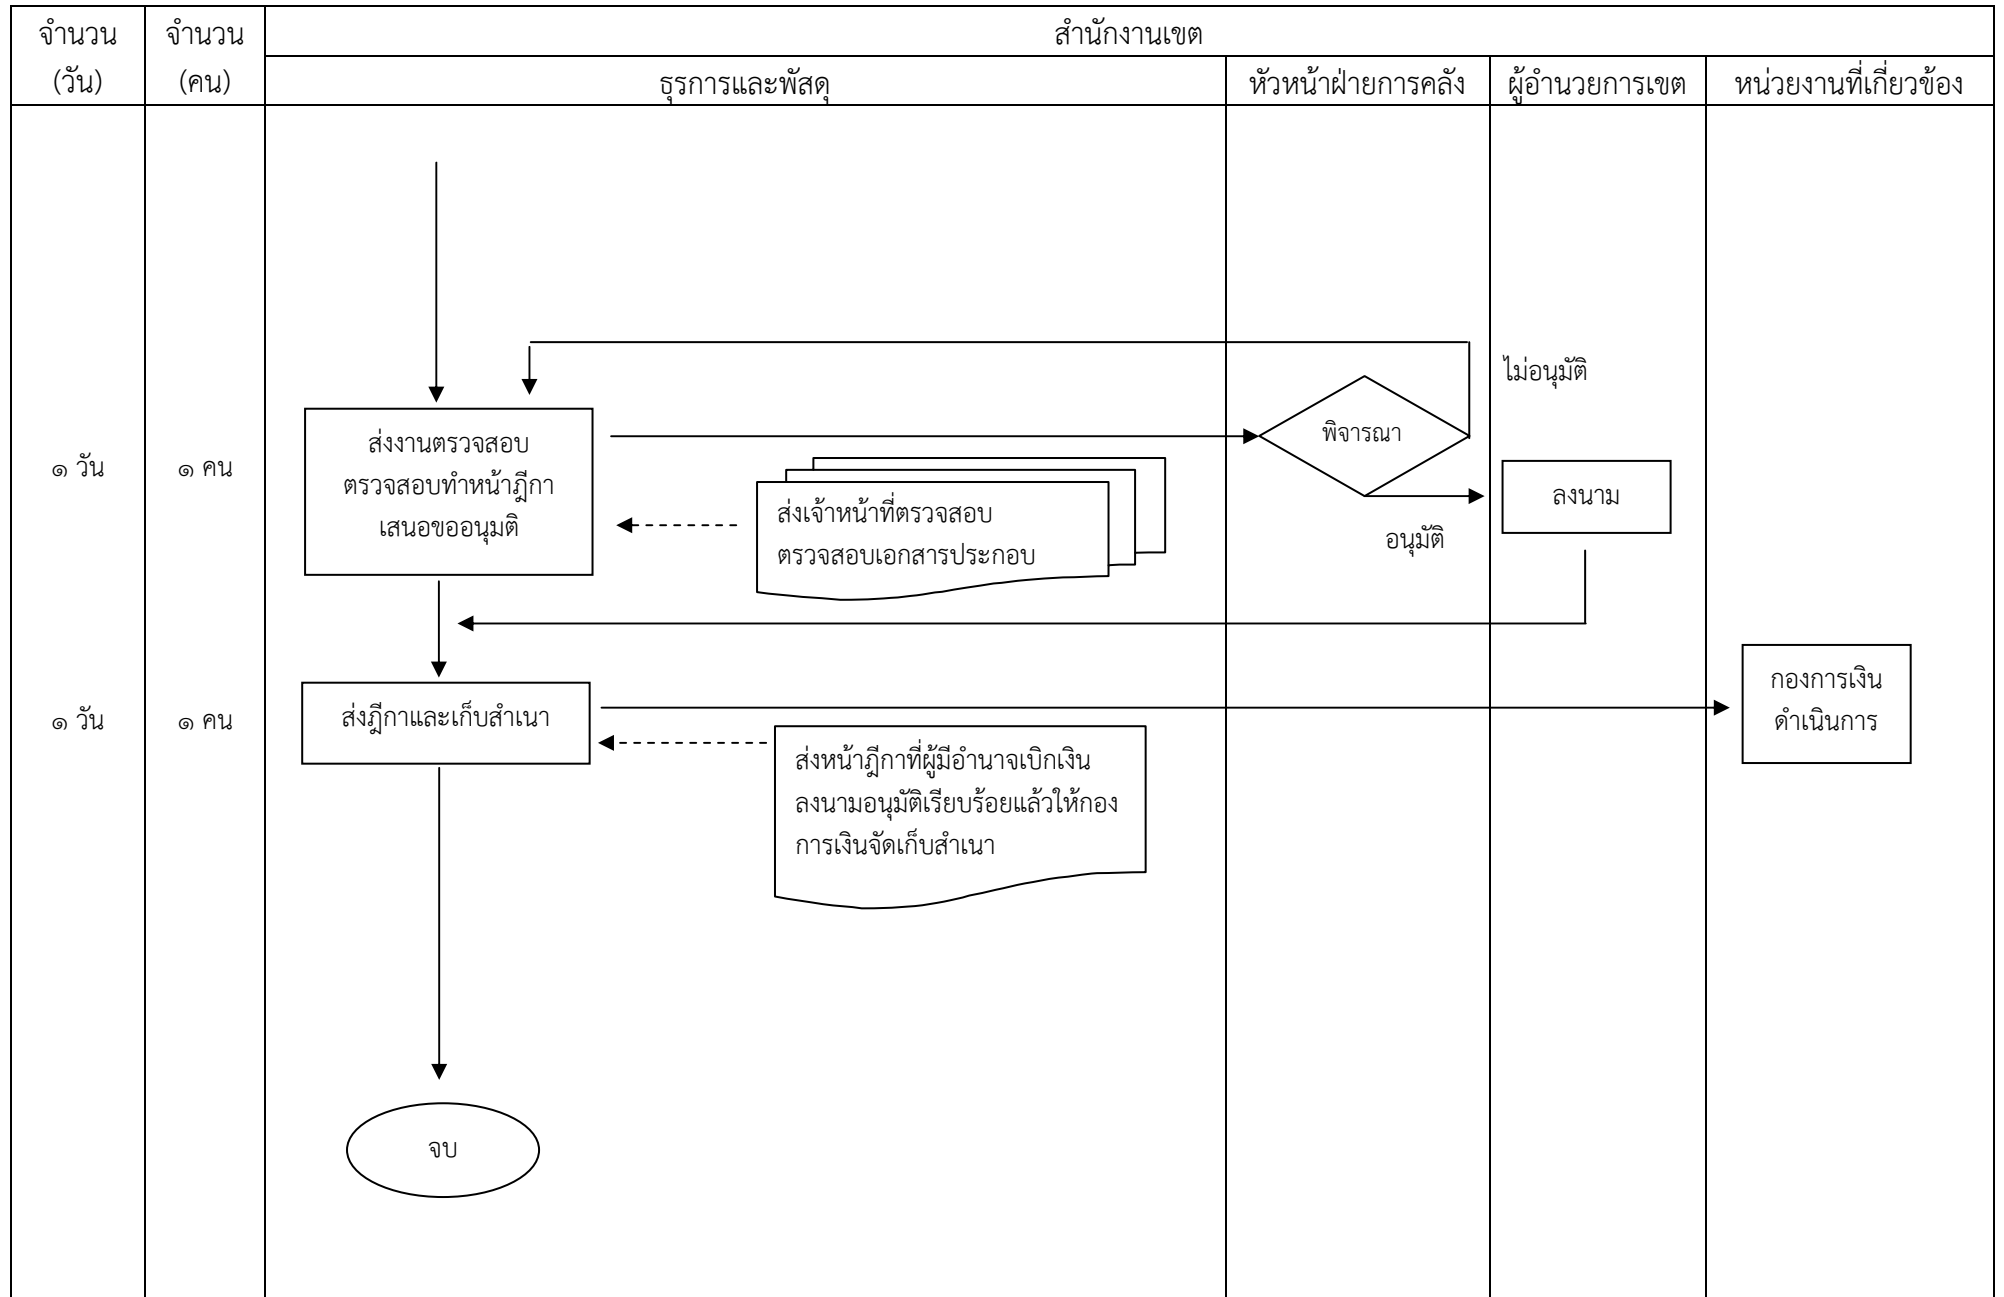 จำนวน
(วัน)
จำนวน
(คน)
สำนักงานเขต
ธุรการและพัสดุ
หัวหน้าฝ่ายการคลัง
ผู้อำนวยการเขต
หน่วยงานที่เกี่ยวข้อง
ไม่อนุมัติ
๑ วัน
๑ คน
ส่งงานตรวจสอบ
ตรวจสอบทำหน้าฎีกา
เสนอขออนุมติ
ส่งเจ้าหน้าที่ตรวจสอบ
ตรวจสอบเอกสารประกอบ
พิจารณา
อนุมัติ
ลงนาม
๑ วัน
๑ คน
ส่งฎีกาและเก็บสำเนา
ส่งหน้าฎีกาที่ผู้มีอำนาจเบิกเงิน
ลงนามอนุมัติเรียบร้อยแล้วให้กอง
การเงินจัดเก็บสำเนา
กองการเงิน
ดำเนินการ
จบ